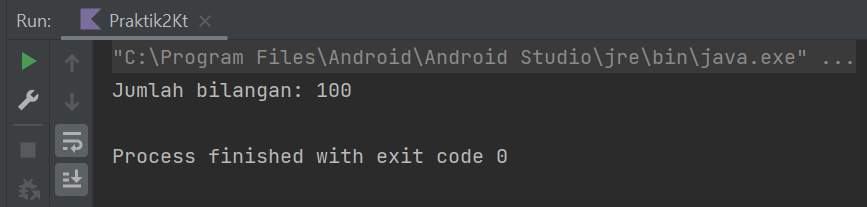 Run: Praktik2Kt
"C:\Program Files\Android\Android Studio\jre\bin\java.exe" ...
Jumlah bilangan: 100
Process finished with exit code 0